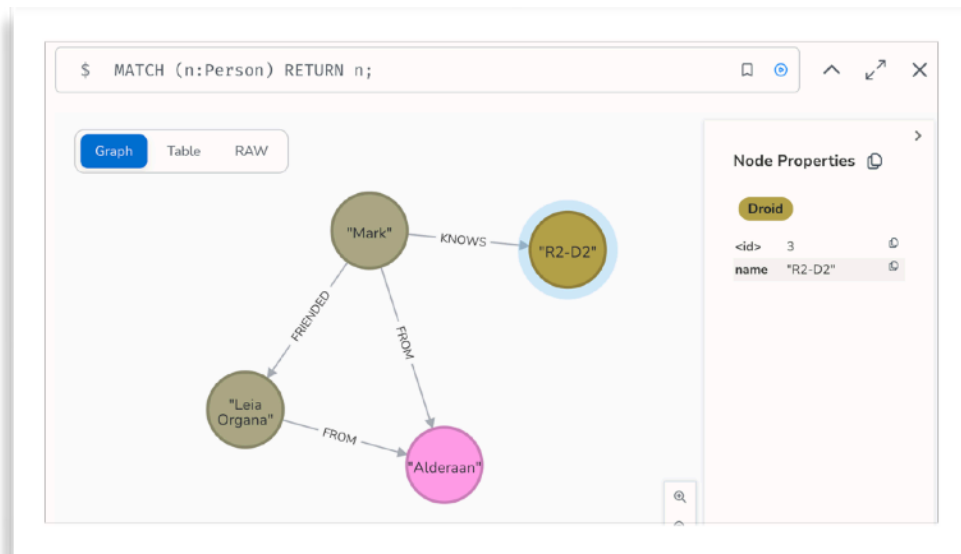 $ MATCH (n:Person) RETURN n;
Graph Table RAW
Node Properties
Droid
<id> 3
name "R2-D2"
"Mark"
KNOWS
"R2-D2"
FRIENDED
FROM
"Leia
Organa"
FROM
"Alderaan"